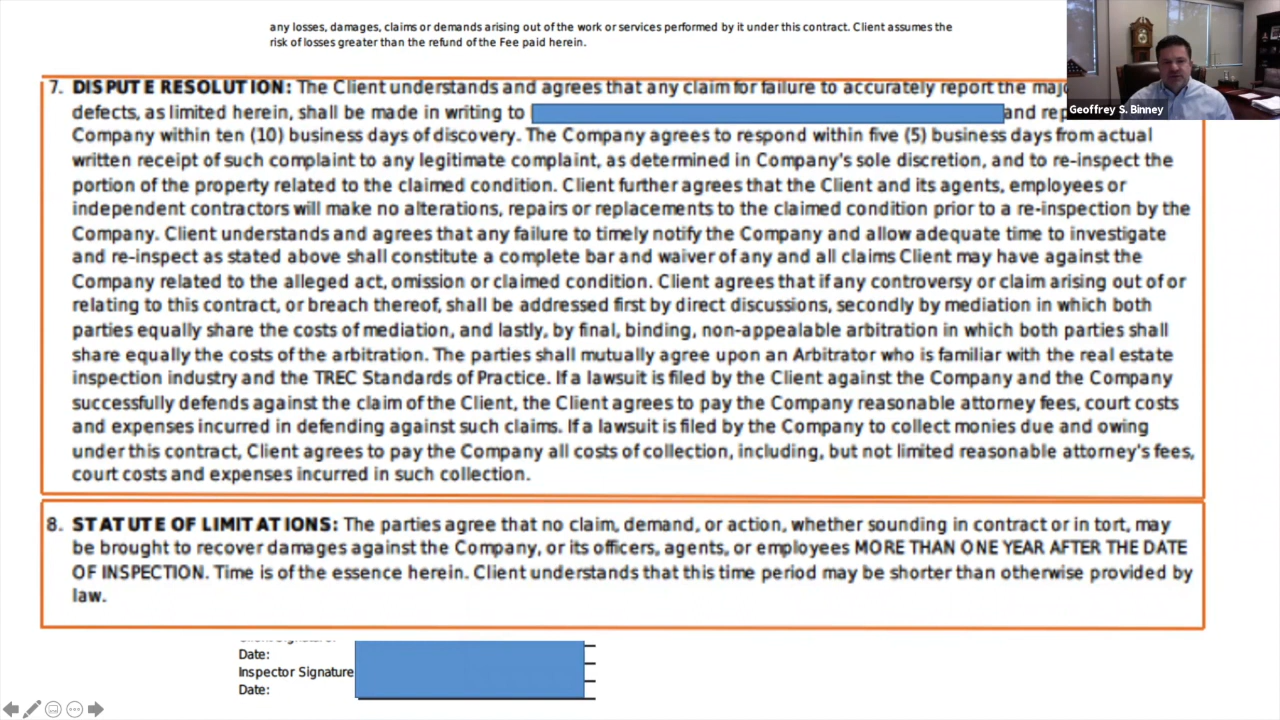 any losses, damages, claims or demands arising out of the work or services performed by it under this contract. Client assumes the
risk of losses greater than the refund of the Fee paid herein.
Geoffrey S. Binney
7. DISPUTE RESOLUTION: The Client understands and agrees that any claim for failure to accurately report the
defects, as limited herein, shall be made in writing to and
Company within ten (10) business days of discovery. The Company agrees to respond within five (5) business days from actual
written receipt of such complaint to any legitimate complaint, as determined in Company's sole discretion, and to re-inspect the
portion of the property related to the claimed condition. Client further agrees that the Client and its agents, employees or
independent contractors will make no alterations, repairs or replacements to the claimed condition prior to a re-inspection by the
Company. Client understands and agrees that any failure to timely notify the Company and allow adequate time to investigate
and re-inspect as stated above shall constitute a complete bar and waiver of any and all claims Client may have against the
Company related to the alleged act, omission or claimed condition. Client agrees that if any controversy or claim arising out of or
relating to this contract, or breach thereof, shall be addressed first by direct discussions, secondly by mediation in which both
parties equally share the costs of mediation, and lastly, by final, binding, non-appealable arbitration in which both parties shall
share equally the costs of the arbitration. The parties shall mutually agree upon an Arbitrator who is familiar with the real estate
inspection industry and the TREC Standards of Practice. If a lawsuit is filed by the Client against the Company and the Company
successfully defends against the claim of the Client, the Client agrees to pay the Company reasonable attorney fees, court costs
and expenses incurred in defending against such claims. If a lawsuit is filed by the Company to collect monies due and owing
under this contract, Client agrees to pay the Company all costs of collection, including, but not limited reasonable attorney's fees,
court costs and expenses incurred in such collection.
8. STATUTE OF LIMITATIONS: The parties agree that no claim, demand, or action, whether sounding in contract or in tort, may
be brought to recover damages against the Company, or its officers, agents, or employees MORE THAN ONE YEAR AFTER THE DATE
OF INSPECTION. Time is of the essence herein. Client understands that this time period may be shorter than otherwise provided by
law.
Date:
Inspector Signature
Date: